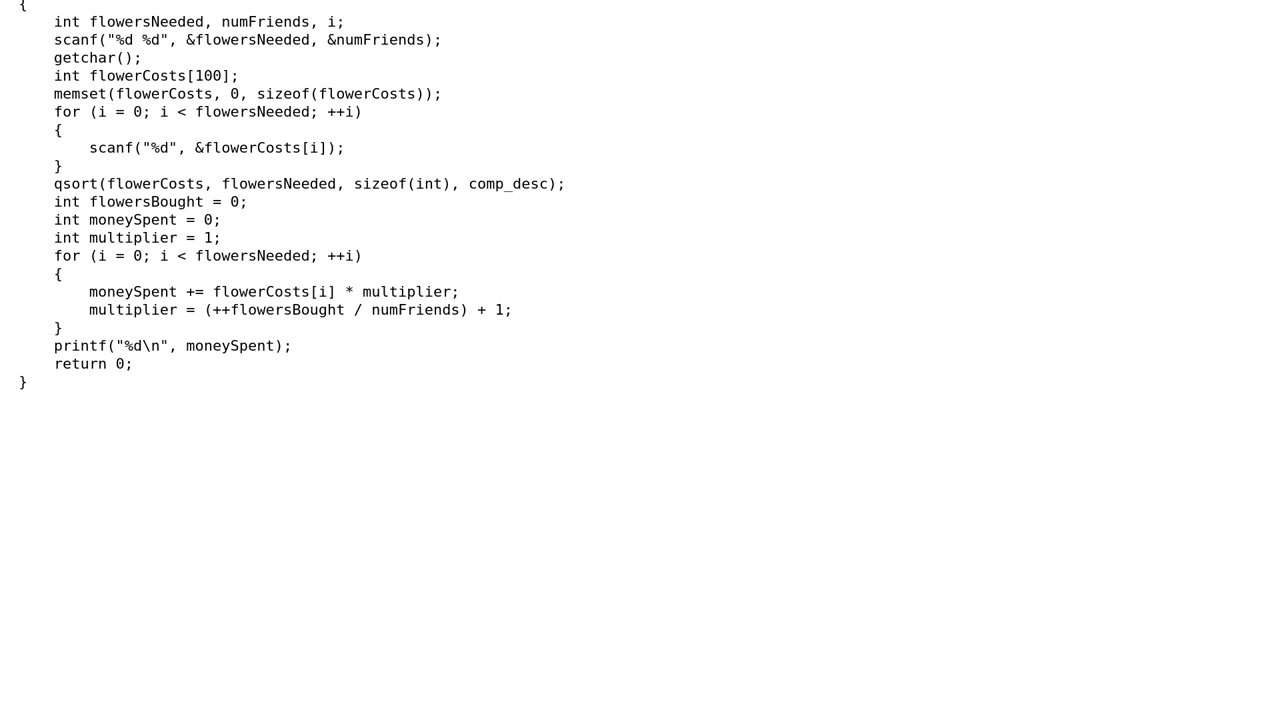 {
    int flowersNeeded, numFriends, i;
    scanf("%d %d", &flowersNeeded, &numFriends);
    getchar();
    int flowerCosts[100];
    memset(flowerCosts, 0, sizeof(flowerCosts));
    for (i = 0; i < flowersNeeded; ++i)
    {
        scanf("%d", &flowerCosts[i]);
    }
    qsort(flowerCosts, flowersNeeded, sizeof(int), comp_desc);
    int flowersBought = 0;
    int moneySpent = 0;
    int multiplier = 1;
    for (i = 0; i < flowersNeeded; ++i)
    {
        moneySpent += flowerCosts[i] * multiplier;
        multiplier = (++flowersBought / numFriends) + 1;
    }
    printf("%d\n", moneySpent);
    return 0;
}